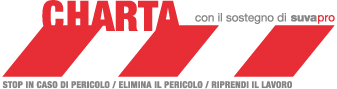 CHARTA
con il sostegno di suvapro
STOP IN CASO DI PERICOLO / ELIMINA IL PERICOLO / RIPRENDI IL LAVORO